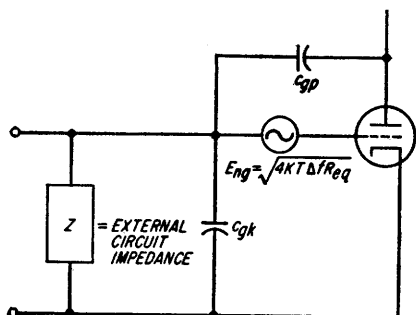 Cgp
Eng=√4KTΔfReq
Z
= EXTERNAL
CIRCUIT
IMPEDANCE
Cgk